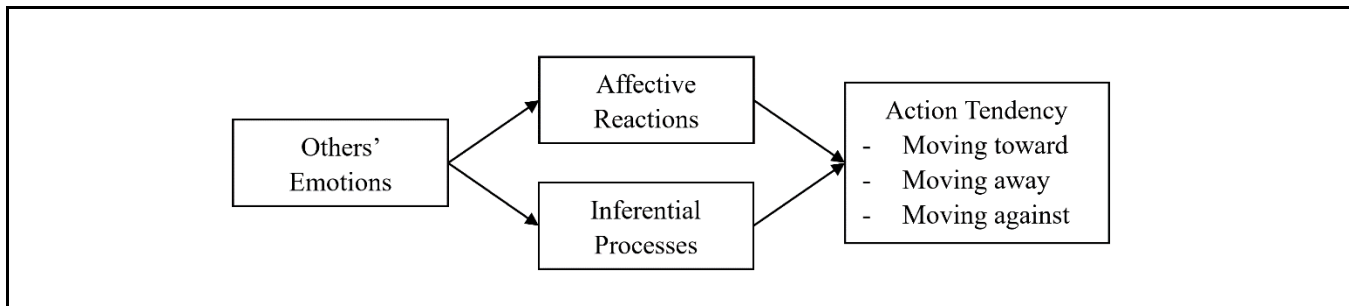 Others’
Emotions
Affective
Reactions
Inferential
Processes
Action Tendency
- Moving toward
- Moving away
- Moving against